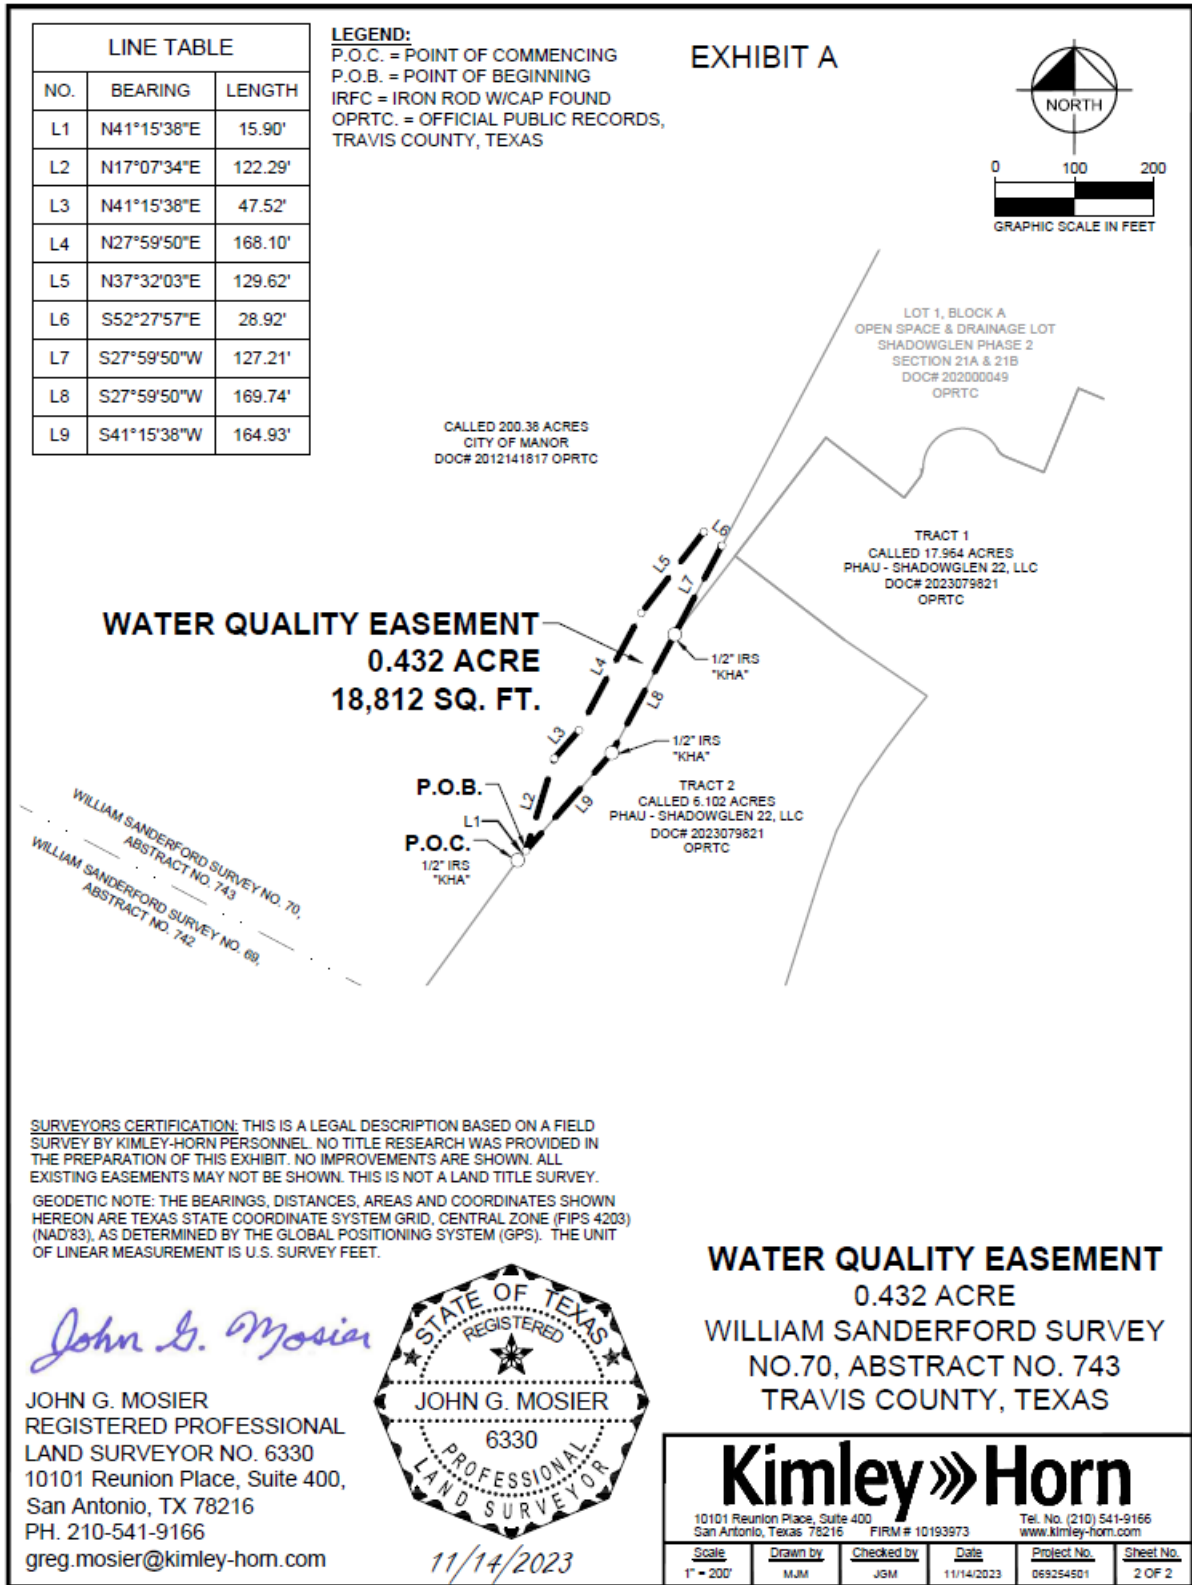 LINE TABLE
NO. BEARING LENGTH
L1 N41°15'38"E 15.90'
L2 N17°07'34"E 122.29'
L3 N41°15'38"E 47.52'
L4 N27°59'50"E 168.10'
L5 N37°32'03"E 129.62'
L6 S52°27'57"E 28.92'
L7 S27°59'50"W 127.21'
L8 S27°59'50"W 169.74'
L9 S41°15'38"W 164.93'
LEGEND:
P.O.C. = POINT OF COMMENCING
P.O.B. = POINT OF BEGINNING
IRFC = IRON ROD W/CAP FOUND
OPRTC. = OFFICIAL PUBLIC RECORDS,
TRAVIS COUNTY, TEXAS
EXHIBIT A
NORTH
0 100 200
GRAPHIC SCALE IN FEET
LOT 1, BLOCK A
OPEN SPACE & DRAINAGE LOT
SHADOWGLEN PHASE 2
SECTION 21A & 21B
DOC# 202000049
OPRTC
CALLED 200.38 ACRES
CITY OF MANOR
DOC# 2012141817 OPRTC
TRACT 1
CALLED 17.964 ACRES
PHAU - SHADOWGLEN 22, LLC
DOC# 2023079821
OPRTC
L6
L5
L7
WATER QUALITY EASEMENT
0.432 ACRE
18,812 SQ. FT.
L4
1/2" IRS
"KHA"
L8
L3
1/2" IRS
"KHA"
TRACT 2
CALLED 6.102 ACRES
PHAU - SHADOWGLEN 22, LLC
DOC# 2023079821
OPRTC
P.O.B.
L2
L9
L1
P.O.C.
1/2" IRS
"KHA"
WILLIAM SANDERFORD SURVEY NO. 70,
ABSTRACT NO. 743
WILLIAM SANDERFORD SURVEY NO. 69,
ABSTRACT NO. 742
SURVEYORS CERTIFICATION: THIS IS A LEGAL DESCRIPTION BASED ON A FIELD
SURVEY BY KIMLEY-HORN PERSONNEL. NO TITLE RESEARCH WAS PROVIDED IN
THE PREPARATION OF THIS EXHIBIT. NO IMPROVEMENTS ARE SHOWN. ALL
EXISTING EASEMENTS MAY NOT BE SHOWN. THIS IS NOT A LAND TITLE SURVEY.
GEODETIC NOTE: THE BEARINGS, DISTANCES, AREAS AND COORDINATES SHOWN
HEREON ARE TEXAS STATE COORDINATE SYSTEM GRID, CENTRAL ZONE (FIPS 4203)
(NAD'83), AS DETERMINED BY THE GLOBAL POSITIONING SYSTEM (GPS). THE UNIT
OF LINEAR MEASUREMENT IS U.S. SURVEY FEET.
John G. Mosier
JOHN G. MOSIER
REGISTERED PROFESSIONAL
LAND SURVEYOR NO. 6330
10101 Reunion Place, Suite 400,
San Antonio, TX 78216
PH. 210-541-9166
greg.mosier@kimley-horn.com
STATE OF TEXAS
REGISTERED
JOHN G. MOSIER
6330
PROFESSIONAL
LAND SURVEYOR
11/14/2023
WATER QUALITY EASEMENT
0.432 ACRE
WILLIAM SANDERFORD SURVEY
NO.70, ABSTRACT NO. 743
TRAVIS COUNTY, TEXAS
Kimley»Horn
10101 Reunion Place, Suite 400
San Antonio, Texas 78216 FIRM # 10193973
Tel. No. (210) 541-9166
www.kimley-horn.com
Scale Drawn by Checked by Date Project No. Sheet No.
1" = 200' MJM JGM 11/14/2023 069254501 2 OF 2